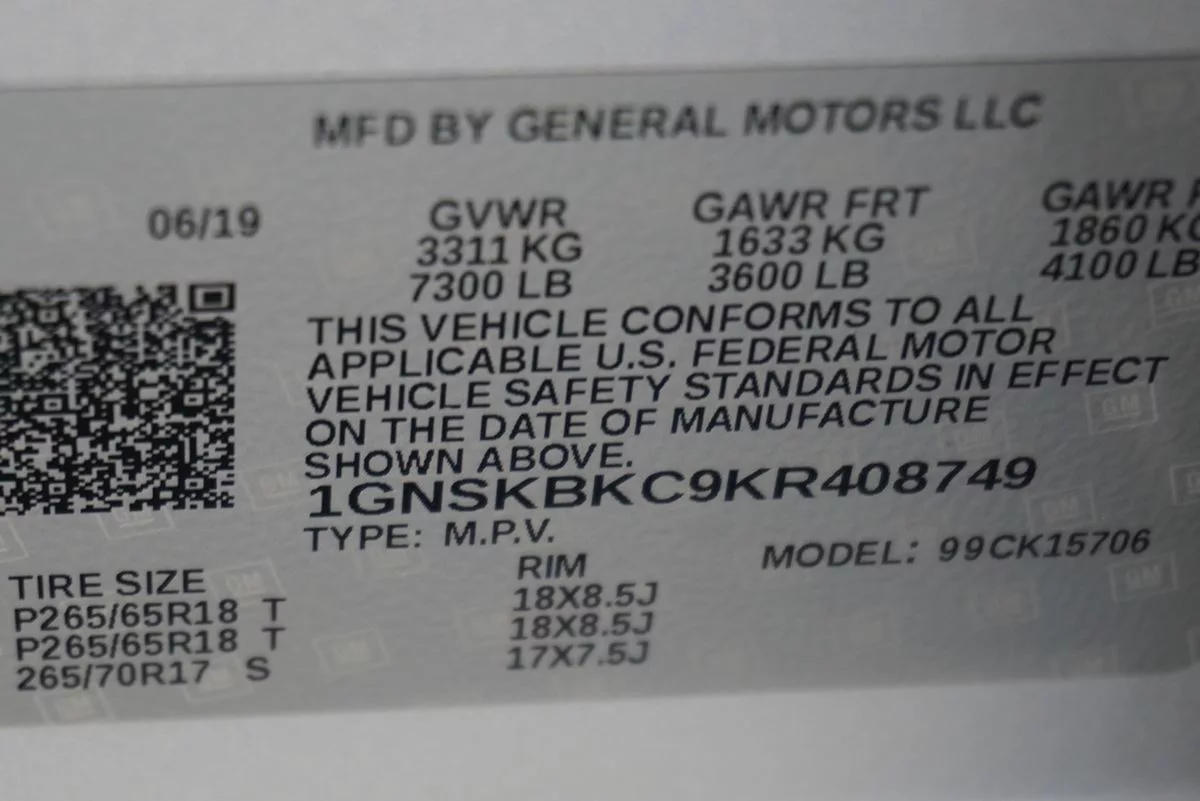 MFD BY GENERAL MOTORS LLC
06/19 GVWR GAWR FRT GAWR
3311 KG 1633 KG 1860 KG
7300 LB 3600 LB 4100 LB
THIS VEHICLE CONFORMS TO ALL
APPLICABLE U.S. FEDERAL MOTOR
VEHICLE SAFETY STANDARDS IN EFFECT
ON THE DATE OF MANUFACTURE
SHOWN ABOVE.
1GNSKBKC9KR408749
TYPE: M.P.V. MODEL: 99CK15706
TIRE SIZE RIM
P265/65R18 T 18X8.5J
P265/65R18 T 18X8.5J
265/70R17 S 17X7.5J